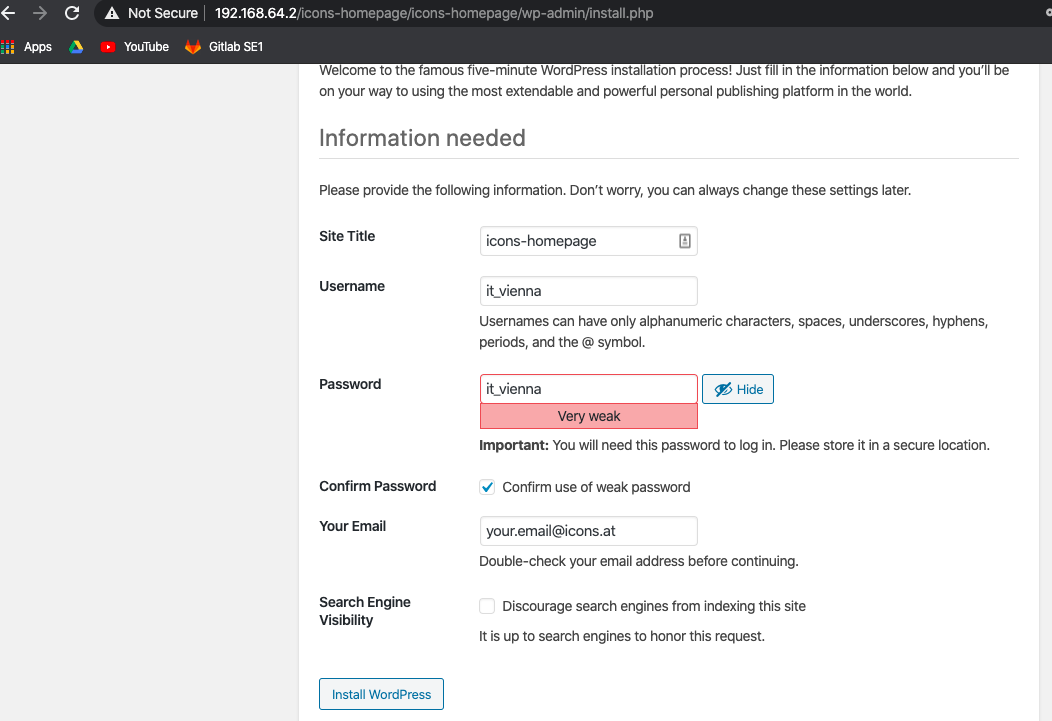 Not Secure | 192.168.64.2/icons-homepage/icons-homepage/wp-admin/install.php
Apps YouTube Gitlab SE1
Welcome to the famous five-minute WordPress installation process! Just fill in the information below and you’ll be
on your way to using the most extendable and powerful personal publishing platform in the world.
Information needed
Please provide the following information. Don’t worry, you can always change these settings later.
Site Title
icons-homepage
Username
it_vienna
Usernames can have only alphanumeric characters, spaces, underscores, hyphens,
periods, and the @ symbol.
Password
it_vienna
Hide
Very weak
Important: You will need this password to log in. Please store it in a secure location.
Confirm Password
Confirm use of weak password
Your Email
your.email@icons.at
Double-check your email address before continuing.
Search Engine
Visibility
Discourage search engines from indexing this site
It is up to search engines to honor this request.
Install WordPress